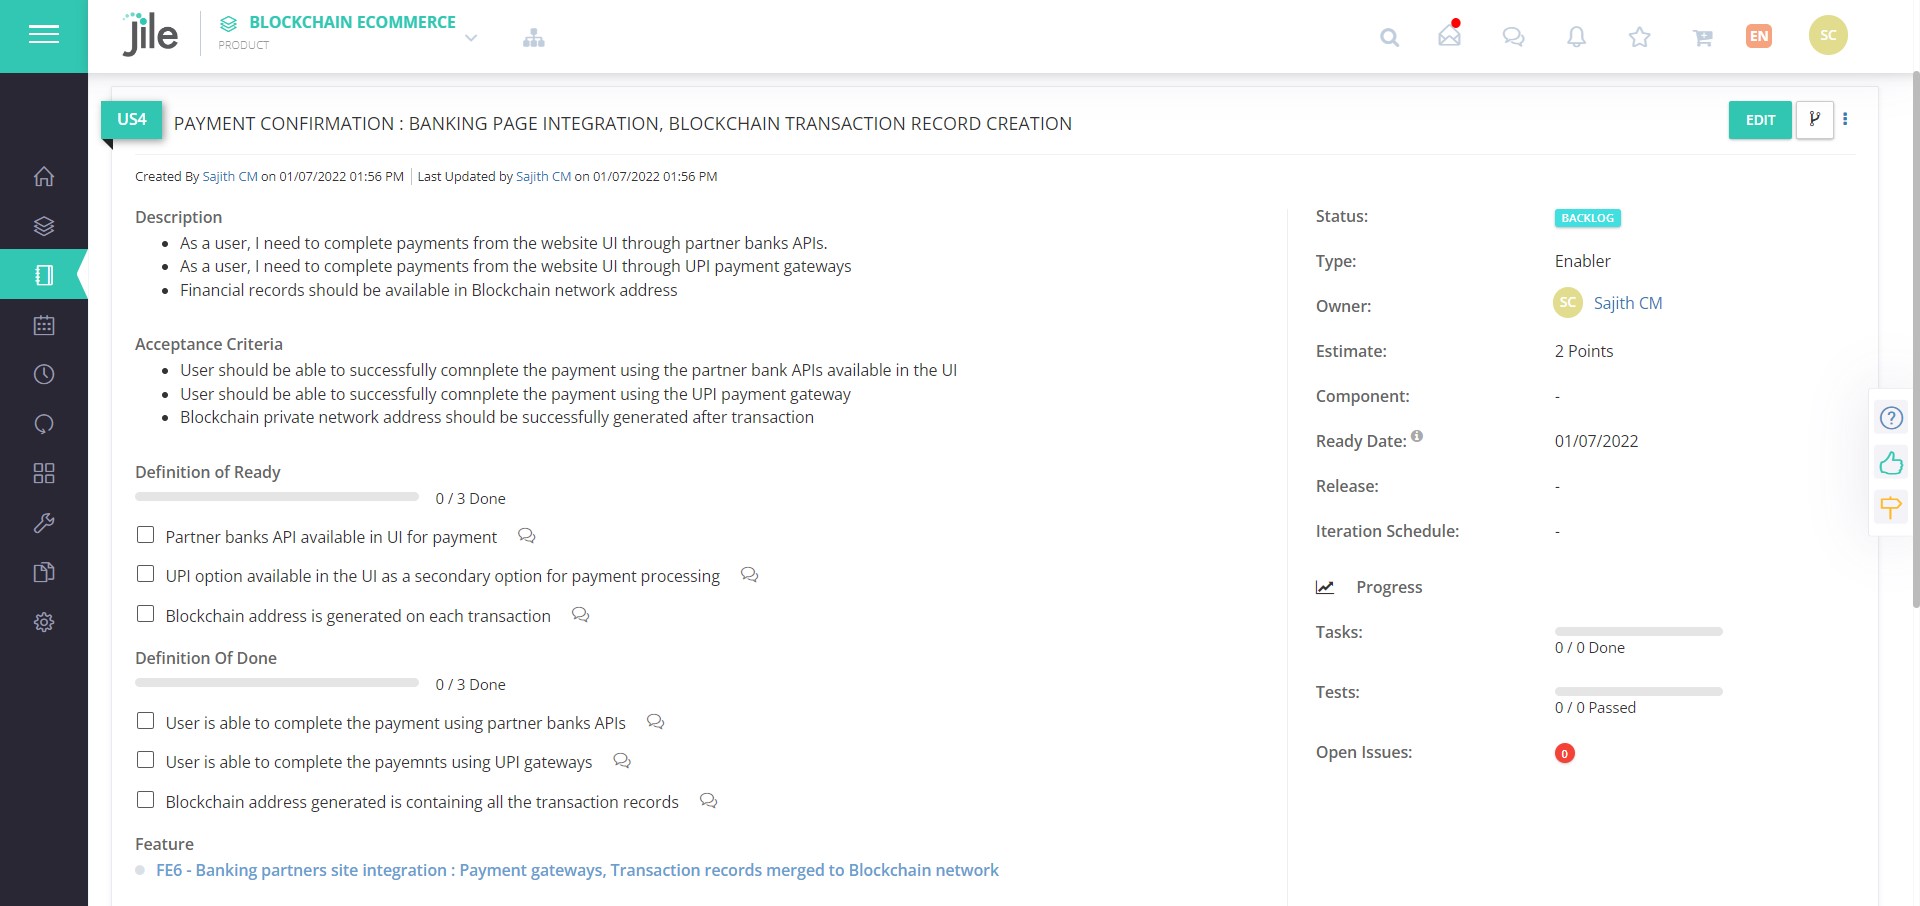 jile
BLOCKCHAIN ECOMMERCE
PRODUCT
EN
SC
US4
PAYMENT CONFIRMATION : BANKING PAGE INTEGRATION, BLOCKCHAIN TRANSACTION RECORD CREATION
EDIT
Created By Sajith CM on 01/07/2022 01:56 PM | Last Updated by Sajith CM on 01/07/2022 01:56 PM
Description
• As a user, I need to complete payments from the website UI through partner banks APIs.
• As a user, I need to complete payments from the website UI through UPI payment gateways
• Financial records should be available in Blockchain network address
Acceptance Criteria
• User should be able to successfully comnplete the payment using the partner bank APIs available in the UI
• User should be able to successfully comnplete the payment using the UPI payment gateway
• Blockchain private network address should be successfully generated after transaction
Definition of Ready
0 / 3 Done
Partner banks API available in UI for payment
UPI option available in the UI as a secondary option for payment processing
Blockchain address is generated on each transaction
Definition Of Done
0 / 3 Done
User is able to complete the payment using partner banks APIs
User is able to complete the payemnts using UPI gateways
Blockchain address generated is containing all the transaction records
Feature
FE6 - Banking partners site integration : Payment gateways, Transaction records merged to Blockchain network
Status: BACKLOG
Type: Enabler
Owner: SC Sajith CM
Estimate: 2 Points
Component: -
Ready Date: 01/07/2022
Release: -
Iteration Schedule: -
Progress
Tasks:
0 / 0 Done
Tests:
0 / 0 Passed
Open Issues: 0